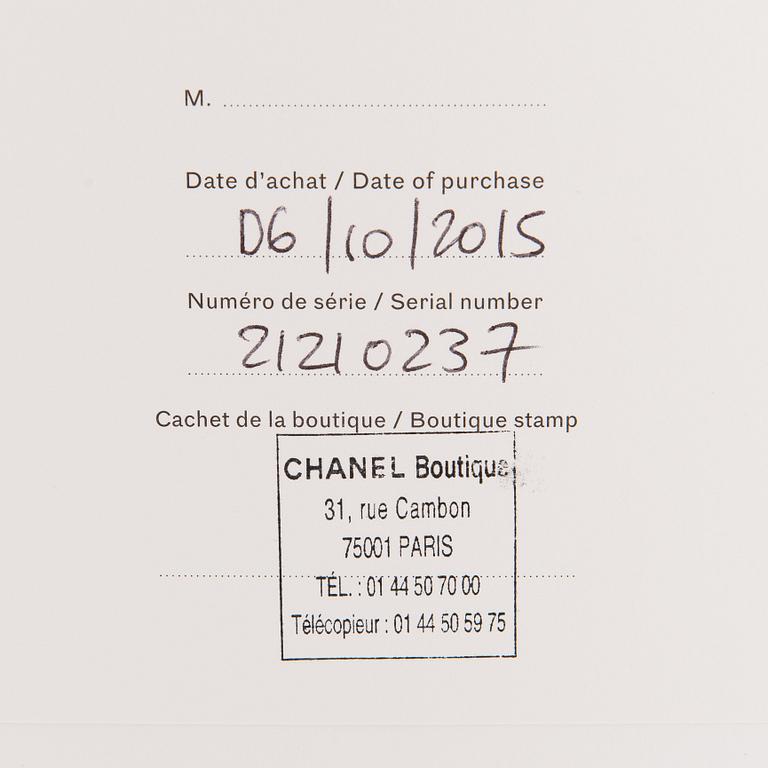 M.
Date d'achat / Date of purchase
06/10/2015
Numéro de série / Serial number
21210237
Cachet de la boutique / Boutique stamp
CHANEL Boutique
31, rue Cambon
75001 PARIS
TÉL. : 01 44 50 70 00
Télécopieur : 01 44 50 59 75